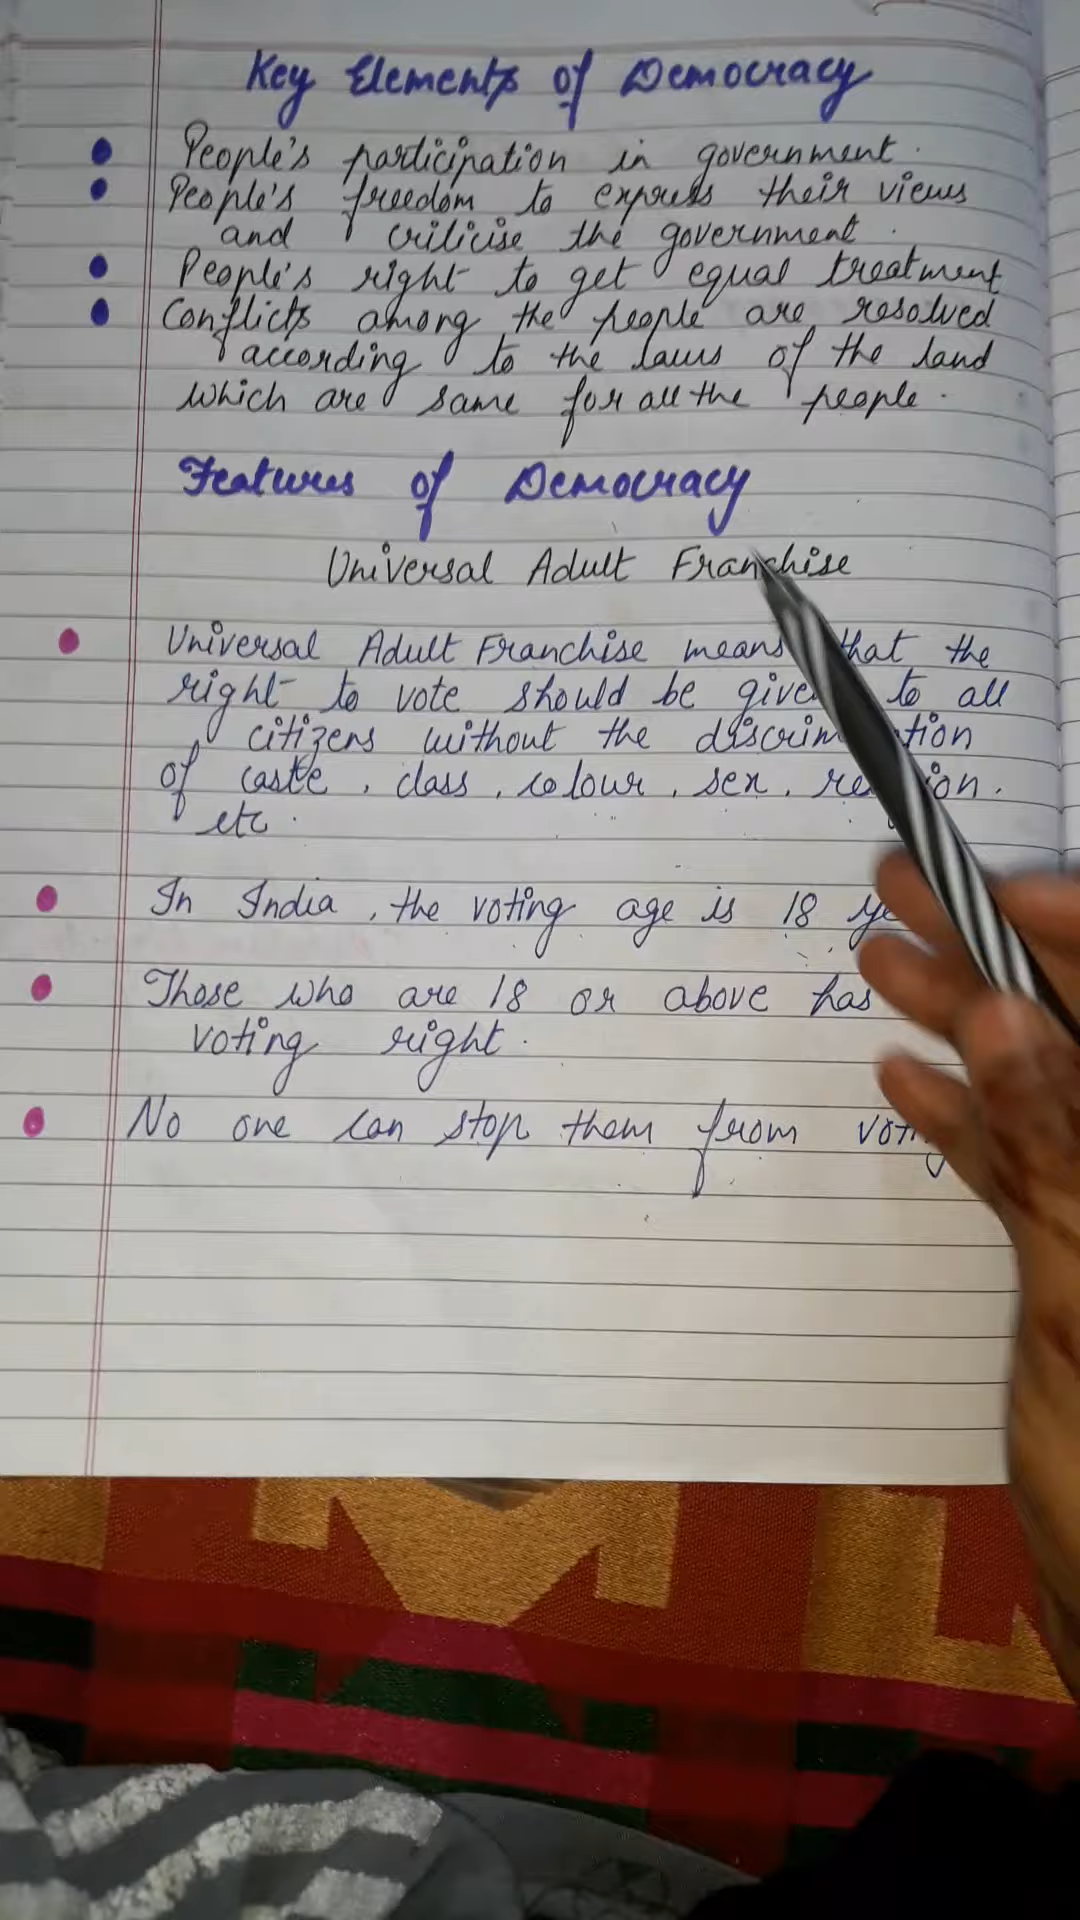 Key Elements of Democracy
People's participation in government.
People's freedom to express their views
and criticise the government.
People's right to get equal treatment
Conflicts among the people are resolved
according to the laws of the land
which are same for all the people.
Features of Democracy
Universal Adult Franchise
Universal Adult Franchise means that the
right to vote should be given to all
citizens without the discrimination
of caste, class, colour, sex, religion.
etc.
In India, the voting age is 18
Those who are 18 or above has
voting right.
No one can stop them from voting